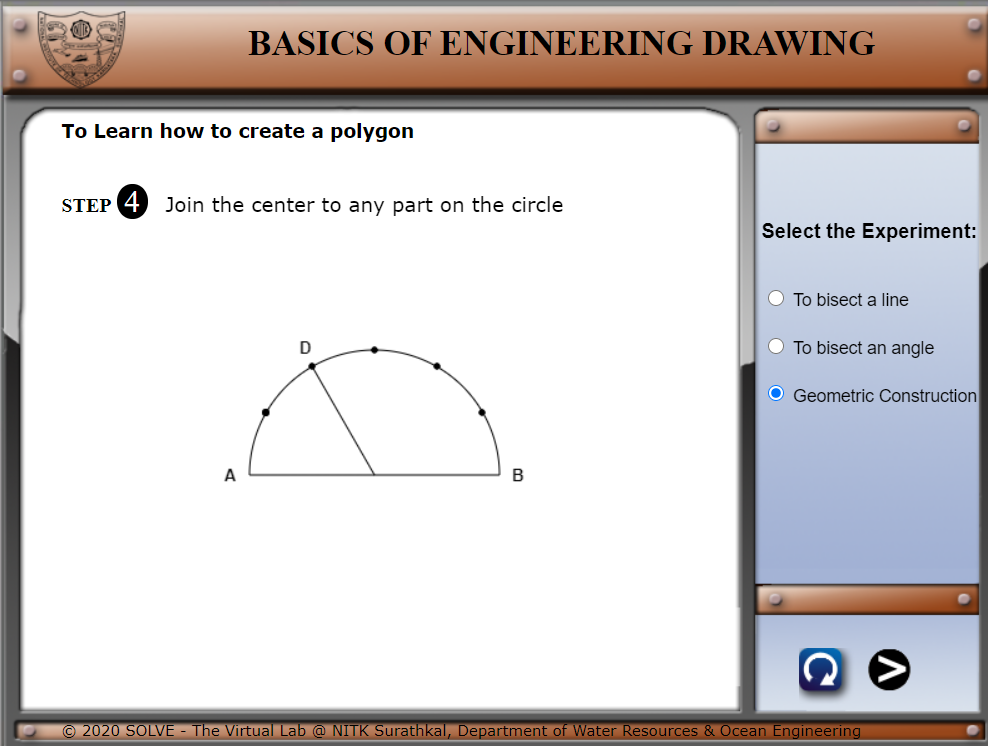 NITK
BASICS OF ENGINEERING DRAWING
To Learn how to create a polygon
STEP 4 Join the center to any part on the circle
D
A
B
Select the Experiment:
To bisect a line
To bisect an angle
Geometric Construction
© 2020 SOLVE - The Virtual Lab @ NITK Surathkal, Department of Water Resources & Ocean Engineering